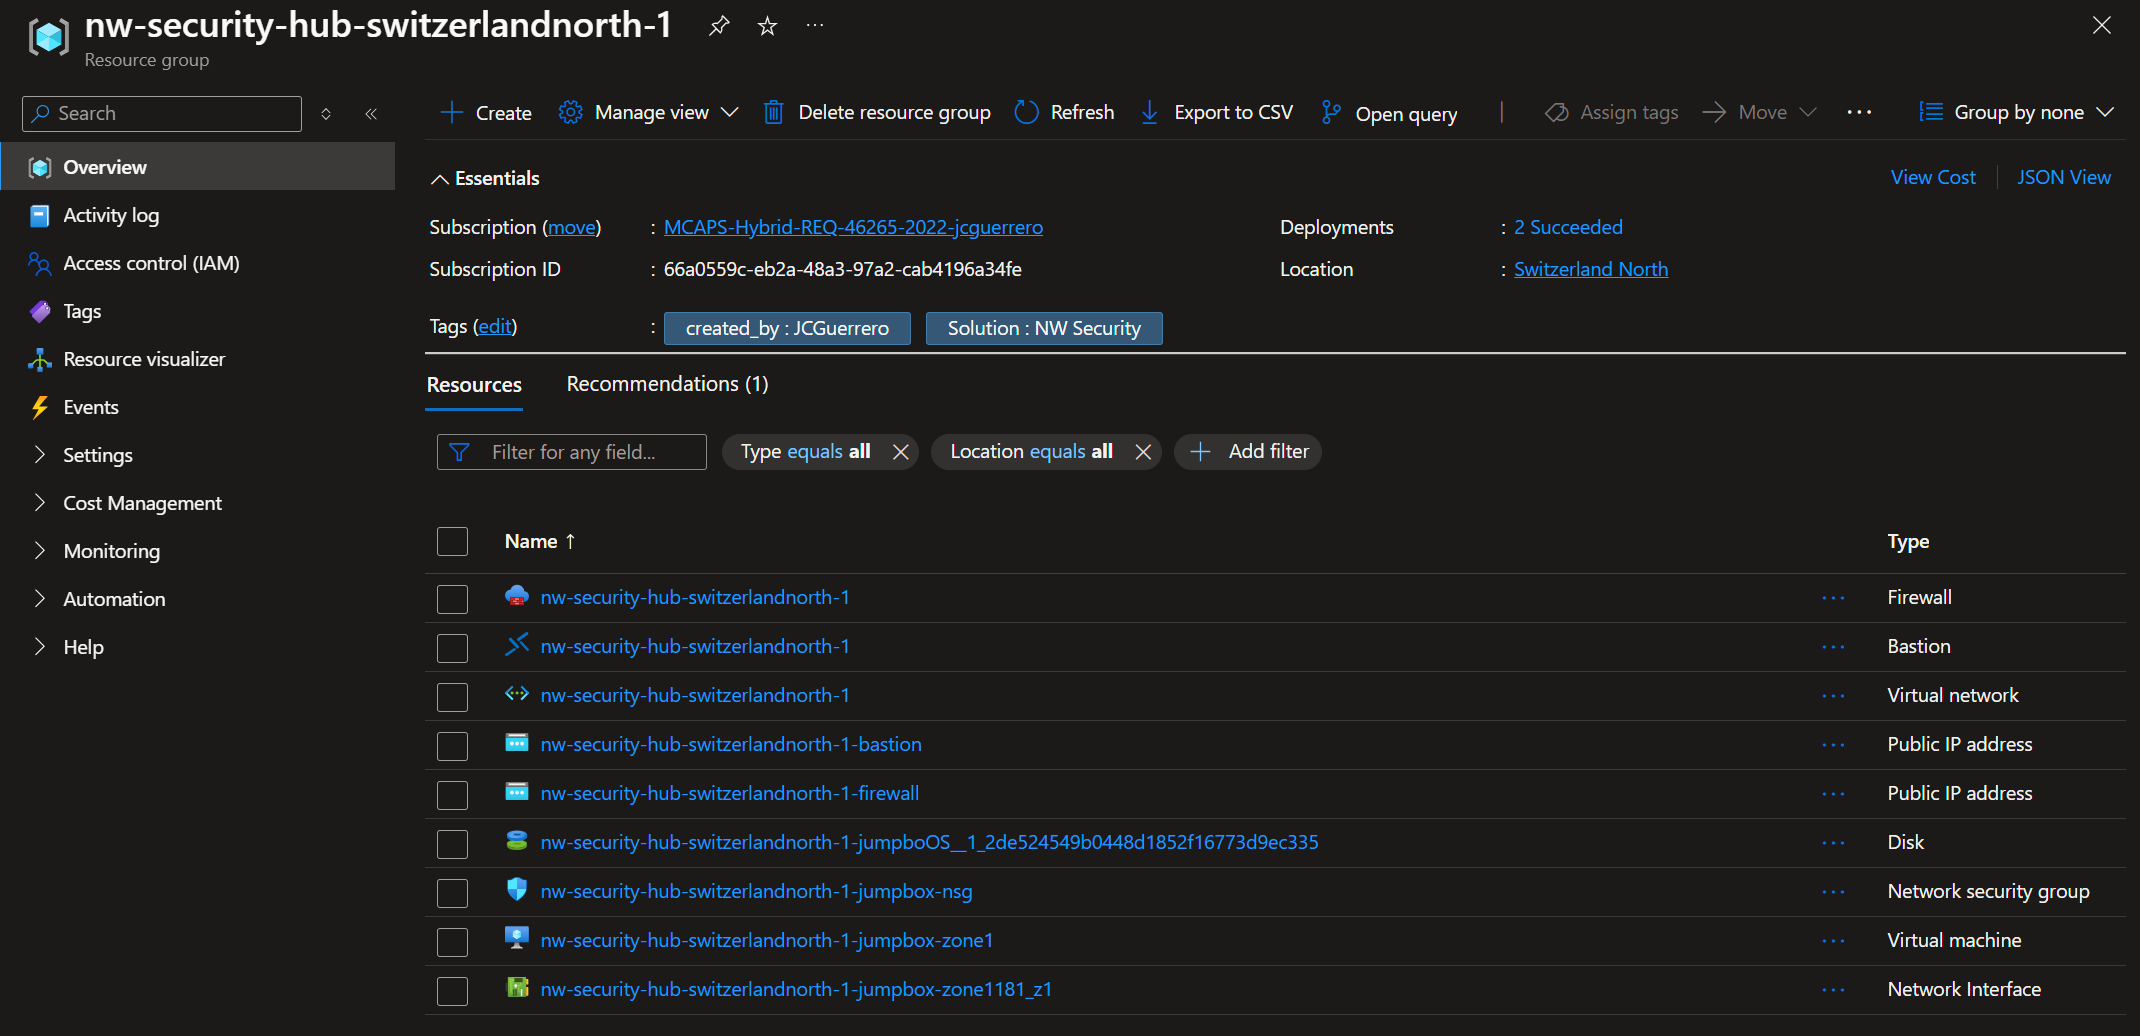 nw-security-hub-switzerlandnorth-1
Resource group
Search
Create Manage view Delete resource group Refresh Export to CSV Open query | Assign tags Move ... Group by none
Overview
Activity log
Access control (IAM)
Tags
Resource visualizer
Events
Settings
Cost Management
Monitoring
Automation
Help
Essentials
View Cost JSON View
Subscription (move) : MCAPS-Hybrid-REQ-46265-2022-jcguerrero
Deployments : 2 Succeeded
Subscription ID : 66a0559c-eb2a-48a3-97a2-cab4196a34fe
Location : Switzerland North
Tags (edit) : created_by : JCGuerrero Solution : NW Security
Resources Recommendations (1)
Filter for any field... Type equals all Location equals all Add filter
Name ↑ Type
nw-security-hub-switzerlandnorth-1 ... Firewall
nw-security-hub-switzerlandnorth-1 ... Bastion
nw-security-hub-switzerlandnorth-1 ... Virtual network
nw-security-hub-switzerlandnorth-1-bastion ... Public IP address
nw-security-hub-switzerlandnorth-1-firewall ... Public IP address
nw-security-hub-switzerlandnorth-1-jumpboOS__1_2de524549b0448d1852f16773d9ec335 ... Disk
nw-security-hub-switzerlandnorth-1-jumpbox-nsg ... Network security group
nw-security-hub-switzerlandnorth-1-jumpbox-zone1 ... Virtual machine
nw-security-hub-switzerlandnorth-1-jumpbox-zone1181_z1 ... Network Interface